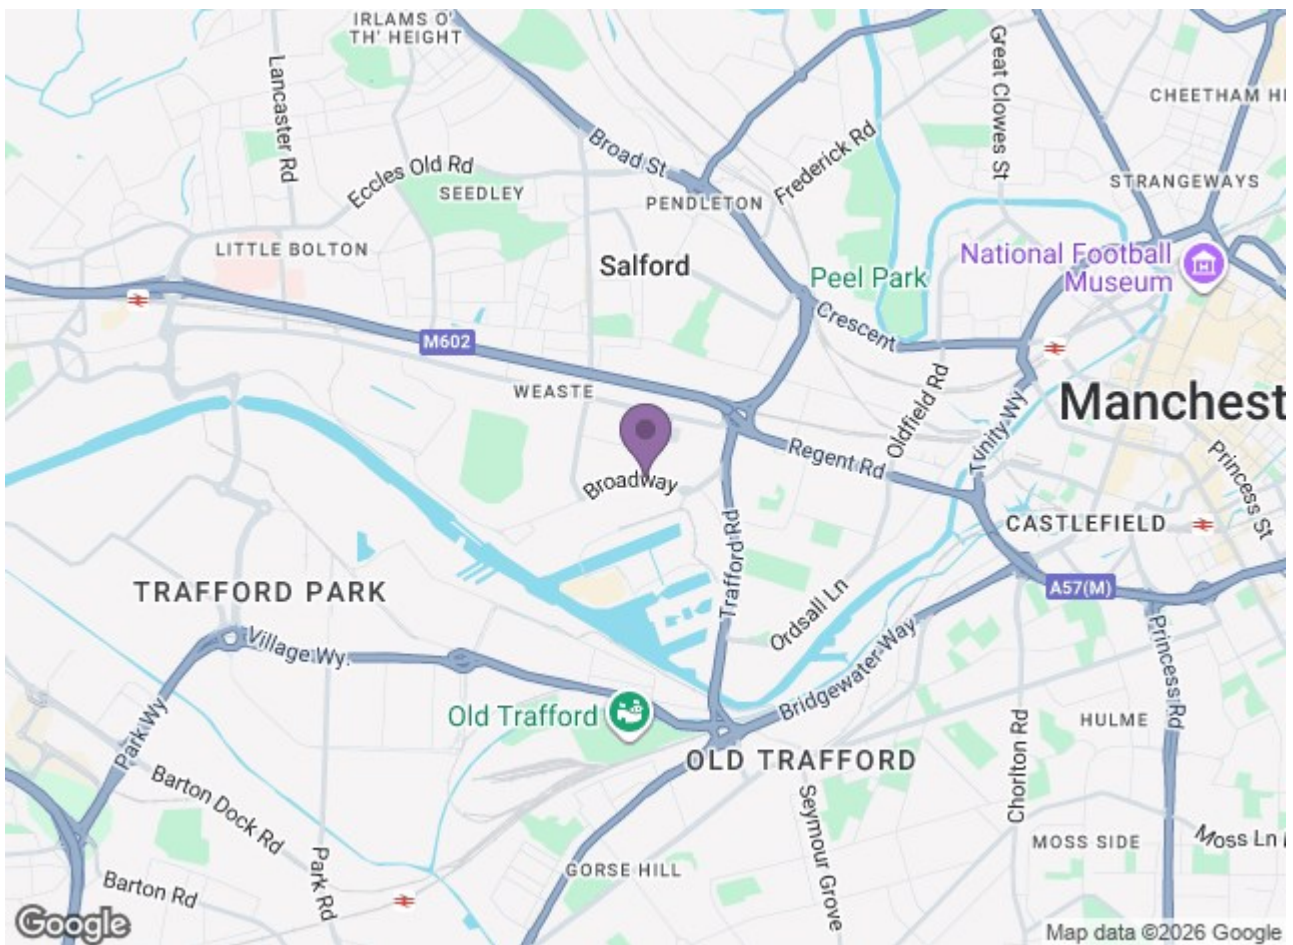 IRLAMS O'
TH' HEIGHT
Lancaster Rd
Great Clowes St
CHEETHAM HI
Broad St
Frederick Rd
Eccles Old Rd
SEEDLEY
PENDLETON
STRANGEWAYS
LITTLE BOLTON
Salford
Peel Park
National Football
Museum
Crescent
M602
WEASTE
Oldfield Rd
Manchest
Trinity Wy
Regent Rd
Princess St
Broadway
Trafford Rd
CASTLEFIELD
TRAFFORD PARK
A57(M)
Ordsall Ln
Village Wy.
Bridgewater Way
Princess Rd
Park Wy
Old Trafford
HULME
OLD TRAFFORD
Chorlton Rd
Barton Dock Rd
Seymour Grove
MOSS SIDE
Moss Ln
Park Rd
GORSE HILL
Barton Rd
Google
Map data ©2026 Google